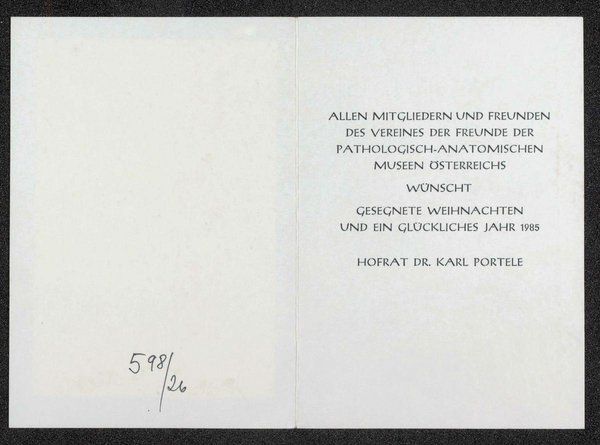 598/26
ALLEN MITGLIEDERN UND FREUNDEN
DES VEREINES DER FREUNDE DER
PATHOLOGISCH-ANATOMISCHEN
MUSEEN ÖSTERREICHS
WÜNSCHT
GESEGNETE WEIHNACHTEN
UND EIN GLÜCKLICHES JAHR 1985
HOFRAT DR. KARL PORTELE